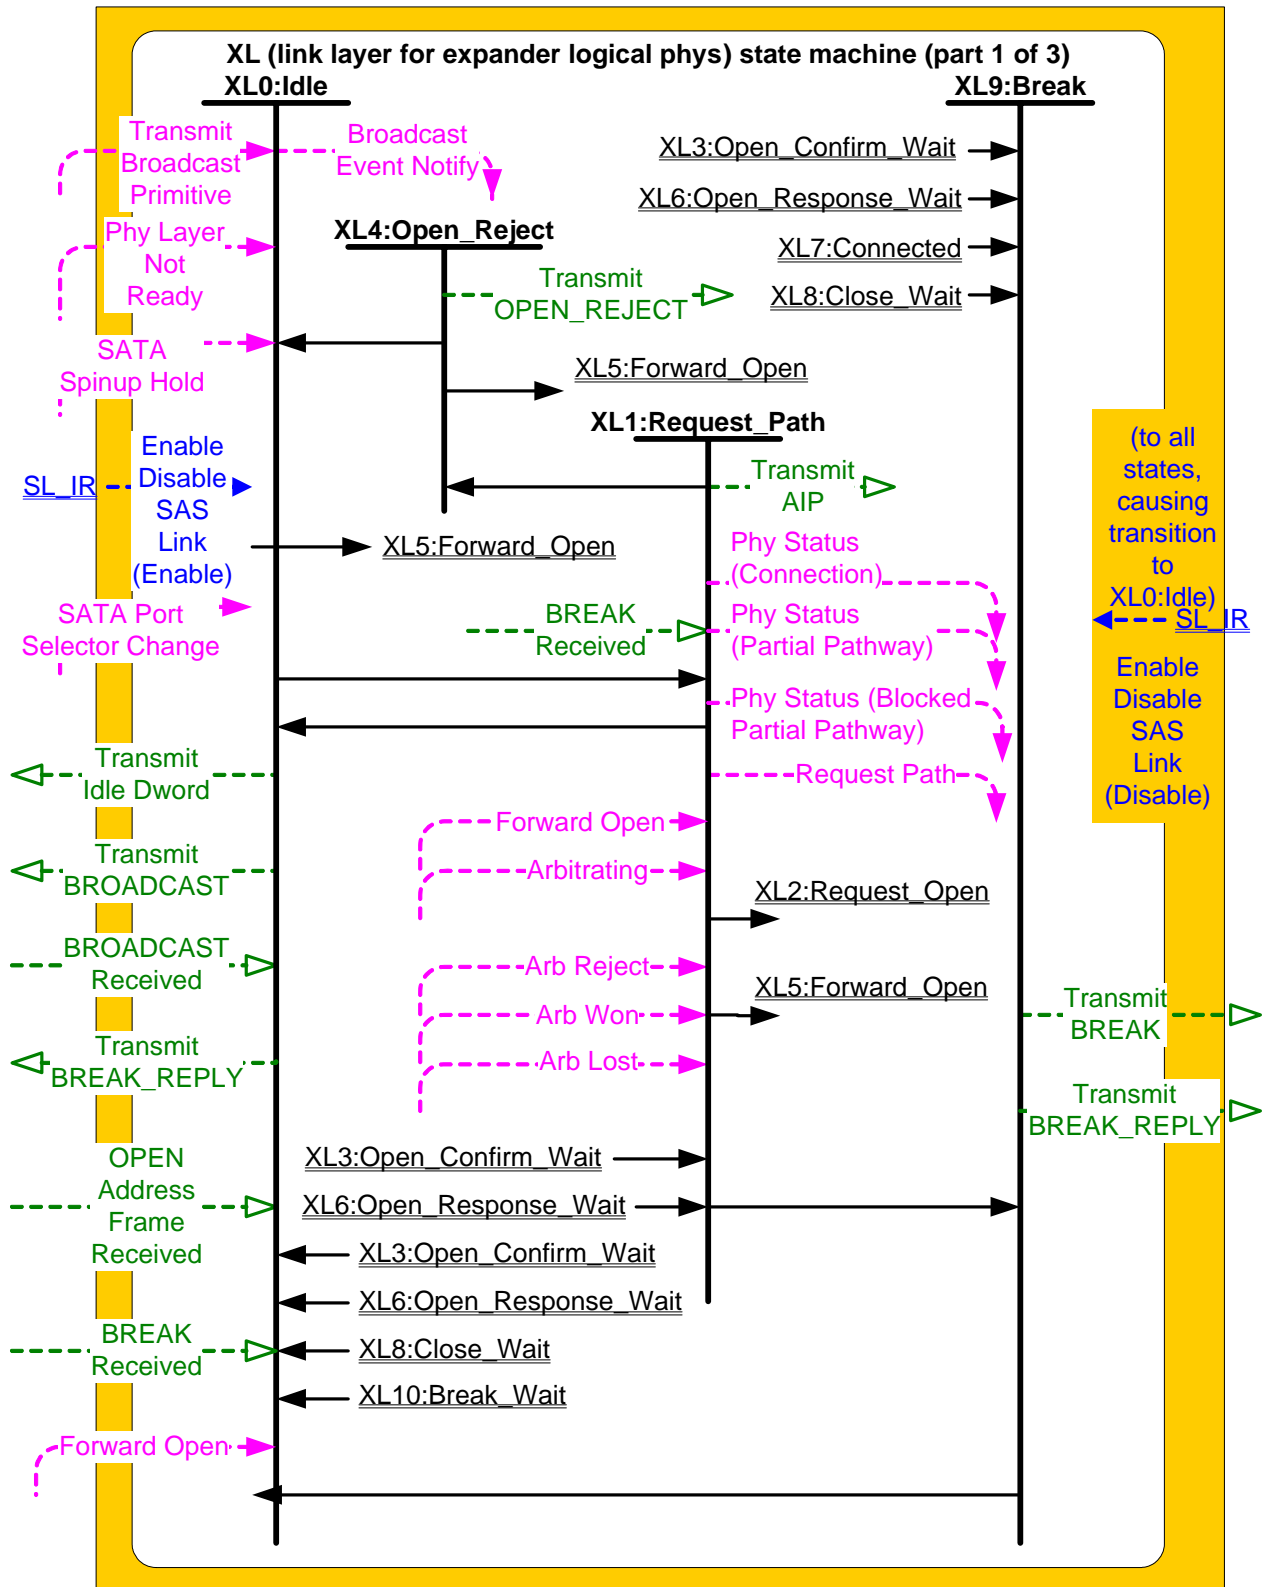 XL (link layer for expander logical phys) state machine (part 1 of 3)
XL0:Idle
XL9:Break
Transmit
Broadcast
Primitive
Broadcast
Event Notify
XL3:Open_Confirm_Wait
XL6:Open_Response_Wait
XL7:Connected
XL8:Close_Wait
Phy Layer
Not
Ready
XL4:Open_Reject
Transmit
OPEN_REJECT
SATA
Spinup Hold
XL5:Forward_Open
XL1:Request_Path
Enable
Disable
SAS
Link
(Enable)
SL_IR
Transmit
AIP
(to all
states,
causing
transition
to
XL0:Idle)
SL_IR
Enable
Disable
SAS
Link
(Disable)
XL5:Forward_Open
Phy Status
(Connection)
SATA Port
Selector Change
BREAK
Received
Phy Status
(Partial Pathway)
Phy Status (Blocked
Partial Pathway)
Transmit
Idle Dword
Request Path
Forward Open
Transmit
BROADCAST
Arbitrating
XL2:Request_Open
BROADCAST
Received
Arb Reject
XL5:Forward_Open
Arb Won
Transmit
BREAK
Transmit
BREAK_REPLY
Arb Lost
Transmit
BREAK_REPLY
OPEN
Address
Frame
Received
XL3:Open_Confirm_Wait
XL6:Open_Response_Wait
XL3:Open_Confirm_Wait
XL6:Open_Response_Wait
BREAK
Received
XL8:Close_Wait
XL10:Break_Wait
Forward Open